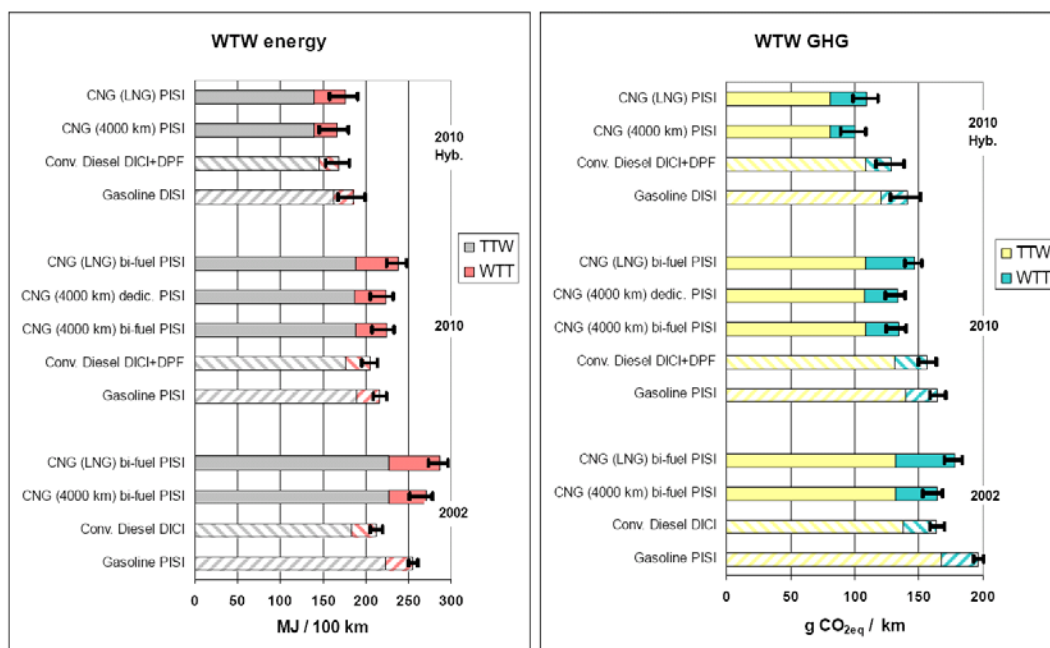 WTW energy
CNG (LNG) PISI
CNG (4000 km) PISI
Conv. Diesel DICI+DPF
Gasoline DISI
2010
Hyb.
CNG (LNG) bi-fuel PISI
CNG (4000 km) dedic. PISI
CNG (4000 km) bi-fuel PISI
Conv. Diesel DICI+DPF
Gasoline PISI
TTW
WTT
2010
CNG (LNG) bi-fuel PISI
CNG (4000 km) bi-fuel PISI
Conv. Diesel DICI
Gasoline PISI
2002
0 50 100 150 200 250 300
MJ / 100 km
WTW GHG
CNG (LNG) PISI
CNG (4000 km) PISI
Conv. Diesel DICI+DPF
Gasoline DISI
2010
Hyb.
CNG (LNG) bi-fuel PISI
CNG (4000 km) dedic. PISI
CNG (4000 km) bi-fuel PISI
Conv. Diesel DICI+DPF
Gasoline PISI
TTW
WTT
2010
CNG (LNG) bi-fuel PISI
CNG (4000 km) bi-fuel PISI
Conv. Diesel DICI
Gasoline PISI
2002
0 50 100 150 200
g CO2eq / km